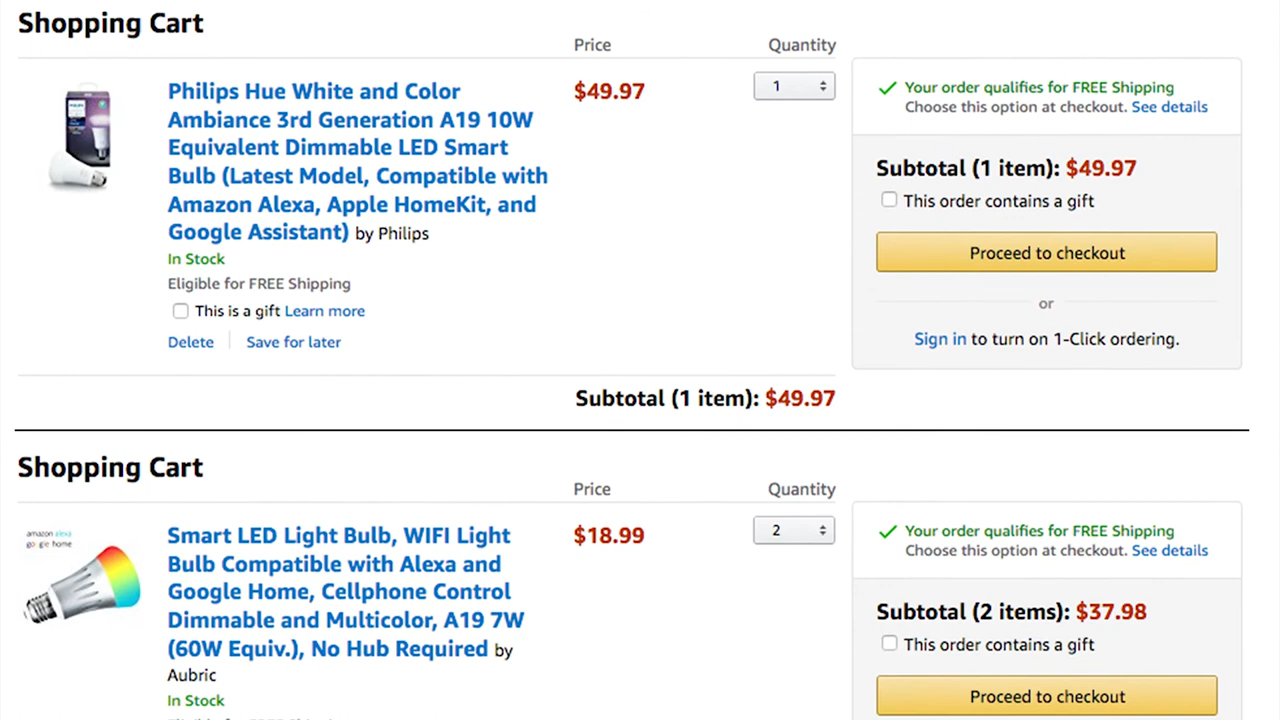 Shopping Cart
Price Quantity
Philips Hue White and Color
Ambiance 3rd Generation A19 10W
Equivalent Dimmable LED Smart
Bulb (Latest Model, Compatible with
Amazon Alexa, Apple HomeKit, and
Google Assistant) by Philips
In Stock
Eligible for FREE Shipping
This is a gift Learn more
Delete Save for later
$49.97
1
Subtotal (1 item): $49.97
Your order qualifies for FREE Shipping
Choose this option at checkout. See details
Subtotal (1 item): $49.97
This order contains a gift
Proceed to checkout
or
Sign in to turn on 1-Click ordering.
Shopping Cart
Price Quantity
amazon alexa
google home
Smart LED Light Bulb, WIFI Light
Bulb Compatible with Alexa and
Google Home, Cellphone Control
Dimmable and Multicolor, A19 7W
(60W Equiv.), No Hub Required by
Aubric
In Stock
$18.99
2
Your order qualifies for FREE Shipping
Choose this option at checkout. See details
Subtotal (2 items): $37.98
This order contains a gift
Proceed to checkout